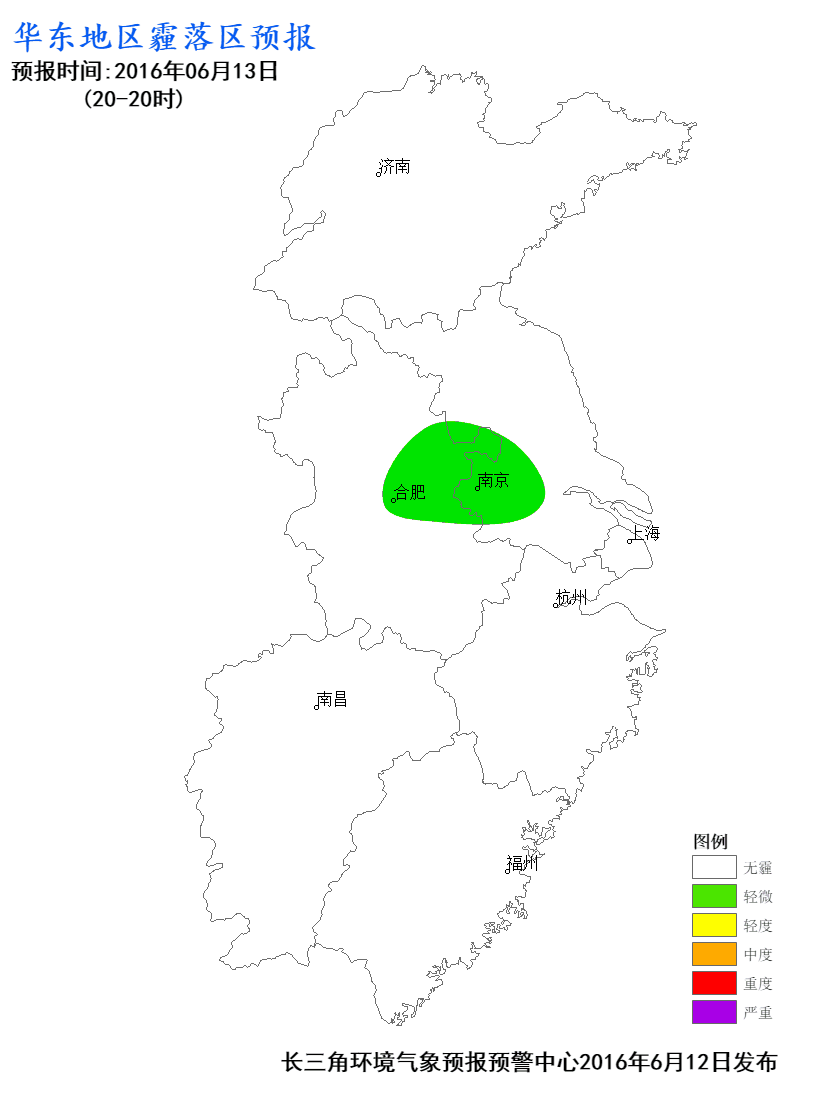 华东地区霾落区预报
预报时间:2016年06月13日
(20-20时)
济南
南京
合肥
上海
杭州
南昌
福州
图例
无霾
轻微
轻度
中度
重度
严重
长三角环境气象预报预警中心2016年6月12日发布